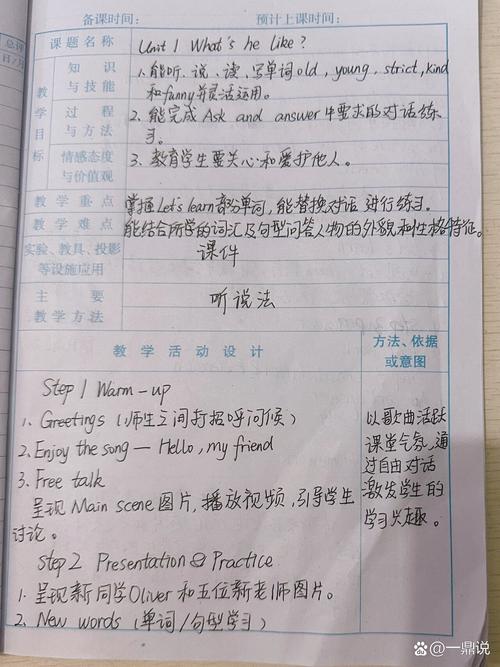 备课时间： 预计上课时间：
总评
日/月
课题名称 Unit 1 What's he like?
教学目标
知识与技能 1.能听、说、读、写单词old, young, strict, kind
和funny并灵活运用。
过程与方法 2.能完成Ask and answer中要求的对话练
习。
情感态度与价值观 3.教育学生要关心和爱护他人。
教学重点 掌握Let's learn部分单词,能替换对话进行练习.
教学难点 能结合所学的词汇及句型问答人物的外貌和性格特征。
实验、教具、投影等设施应用 课件
主要教学方法 听说法
教学活动设计 方法、依据或意图
Step 1 Warm-up
1. Greetings (师生之间打招呼问候)
2. Enjoy the song — Hello, my friend
3. Free talk
呈现Main scene图片,播放视频,引导学生
讨论。
Step 2 Presentation & Practice
1. 呈现新同学Oliver和五位新老师图片。
2. New words (单词/句型学习)
以歌曲活跃
课堂气氛,通
过自由对话
激发学生的
学习兴趣。
百家号/一鼎说